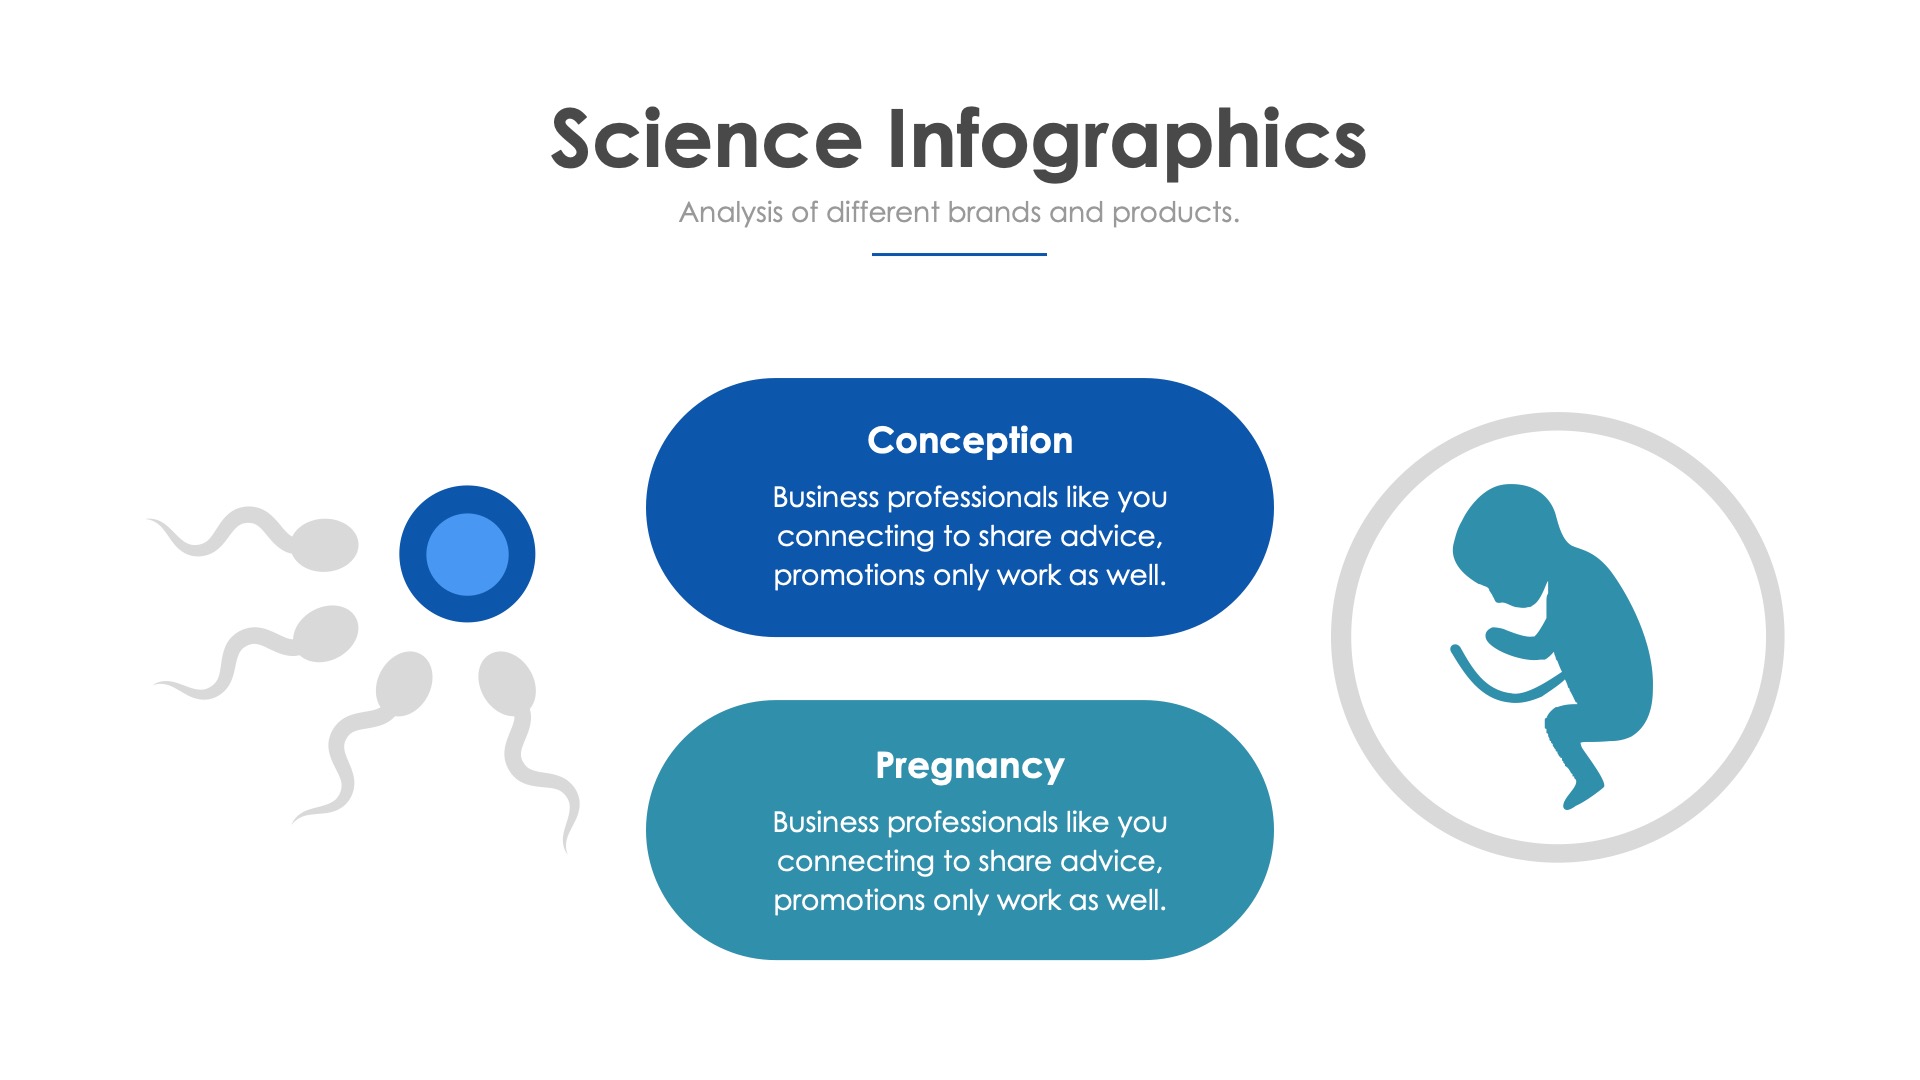 Science Infographics
Analysis of different brands and products.
Conception
Business professionals like you
connecting to share advice,
promotions only work as well.
Pregnancy
Business professionals like you
connecting to share advice,
promotions only work as well.